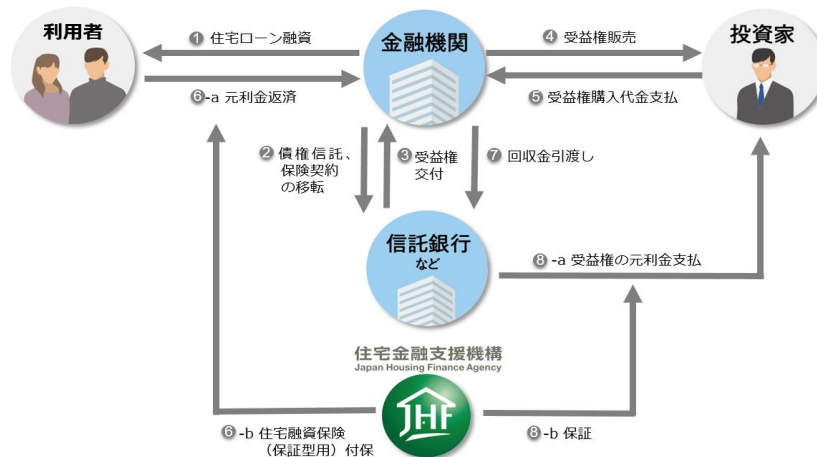 利用者
❶ 住宅ローン融資
金融機関
❹ 受益権販売
投資家
❻-a 元利金返済
❺ 受益権購入代金支払
❷ 債権信託、
保険契約
の移転
❸ 受益権
交付
❼ 回収金引渡し
信託銀行
など
❽-a 受益権の元利金支払
住宅金融支援機構
Japan Housing Finance Agency
JHF
❻-b 住宅融資保険
(保証型用)付保
❽-b 保証